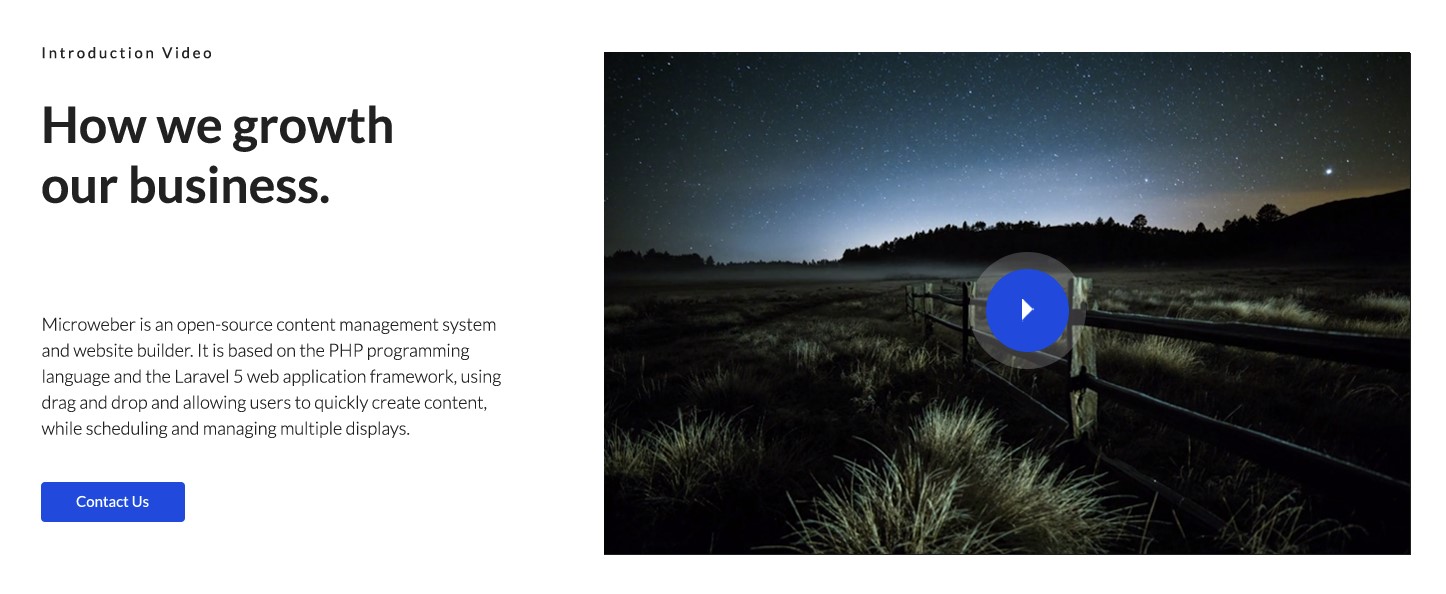 Introduction Video
How we growth
our business.
Microweber is an open-source content management system
and website builder. It is based on the PHP programming
language and the Laravel 5 web application framework, using
drag and drop and allowing users to quickly create content,
while scheduling and managing multiple displays.
Contact Us